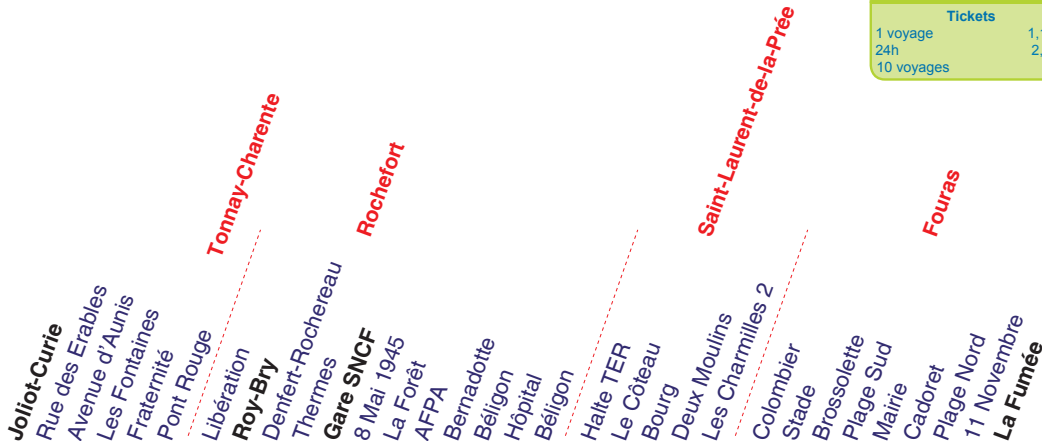 Tickets
1 voyage 1,1
24h 2,
10 voyages
Tonnay-Charente
Rochefort
Saint-Laurent-de-la-Prée
Fouras
Joliot-Curie
Rue des Erables
Avenue d'Aunis
Les Fontaines
Fraternité
Pont Rouge
Libération
Roy-Bry
Denfert-Rochereau
Thermes
Gare SNCF
8 Mai 1945
La Forêt
AFPA
Bernadotte
Béligon
Hôpital
Béligon
Halte TER
Le Côteau
Bourg
Deux Moulins
Les Charmilles 2
Colombier
Stade
Brossolette
Plage Sud
Mairie
Cadoret
Plage Nord
11 Novembre
La Fumée